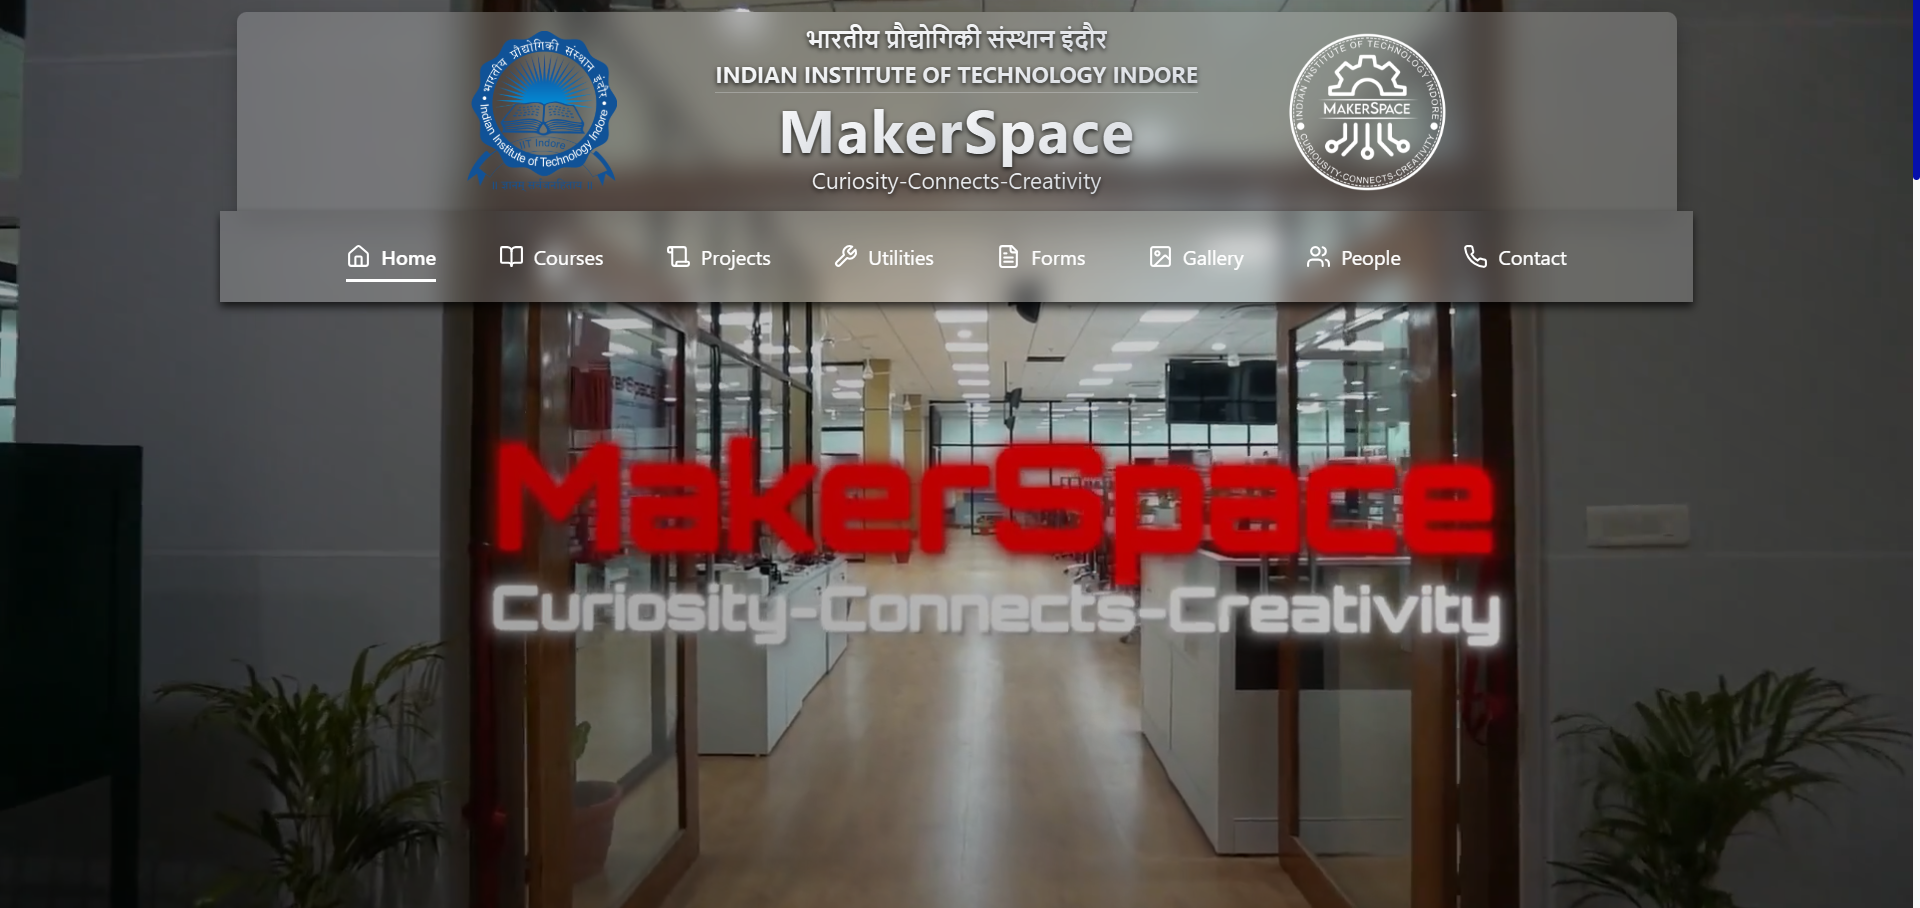 भारतीय प्रौद्योगिकी संस्थान इंदौर
INDIAN INSTITUTE OF TECHNOLOGY INDORE
MakerSpace
Curiosity-Connects-Creativity
भारतीय प्रौद्योगिकी संस्थान इंदौर
IIT Indore
Indian Institute of Technology Indore
INDIAN INSTITUTE OF TECHNOLOGY INDORE
MAKERSPACE
CURIOUSITY-CONNECTS-CREATIVITY
Home Courses Projects Utilities Forms Gallery People Contact
MakerSpace
Curiosity-Connects-Creativity